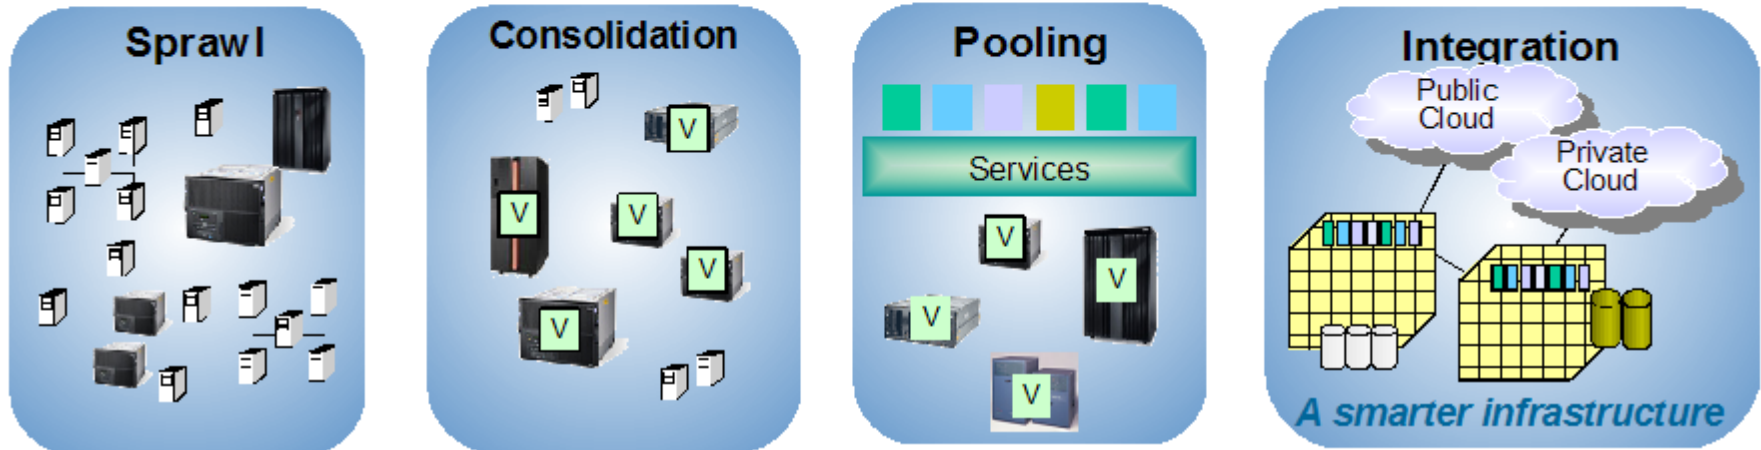 Sprawl
Consolidation
V
V
V
V
V
Pooling
Services
V
V
V
V
Integration
Public
Cloud
Private
Cloud
A smarter infrastructure